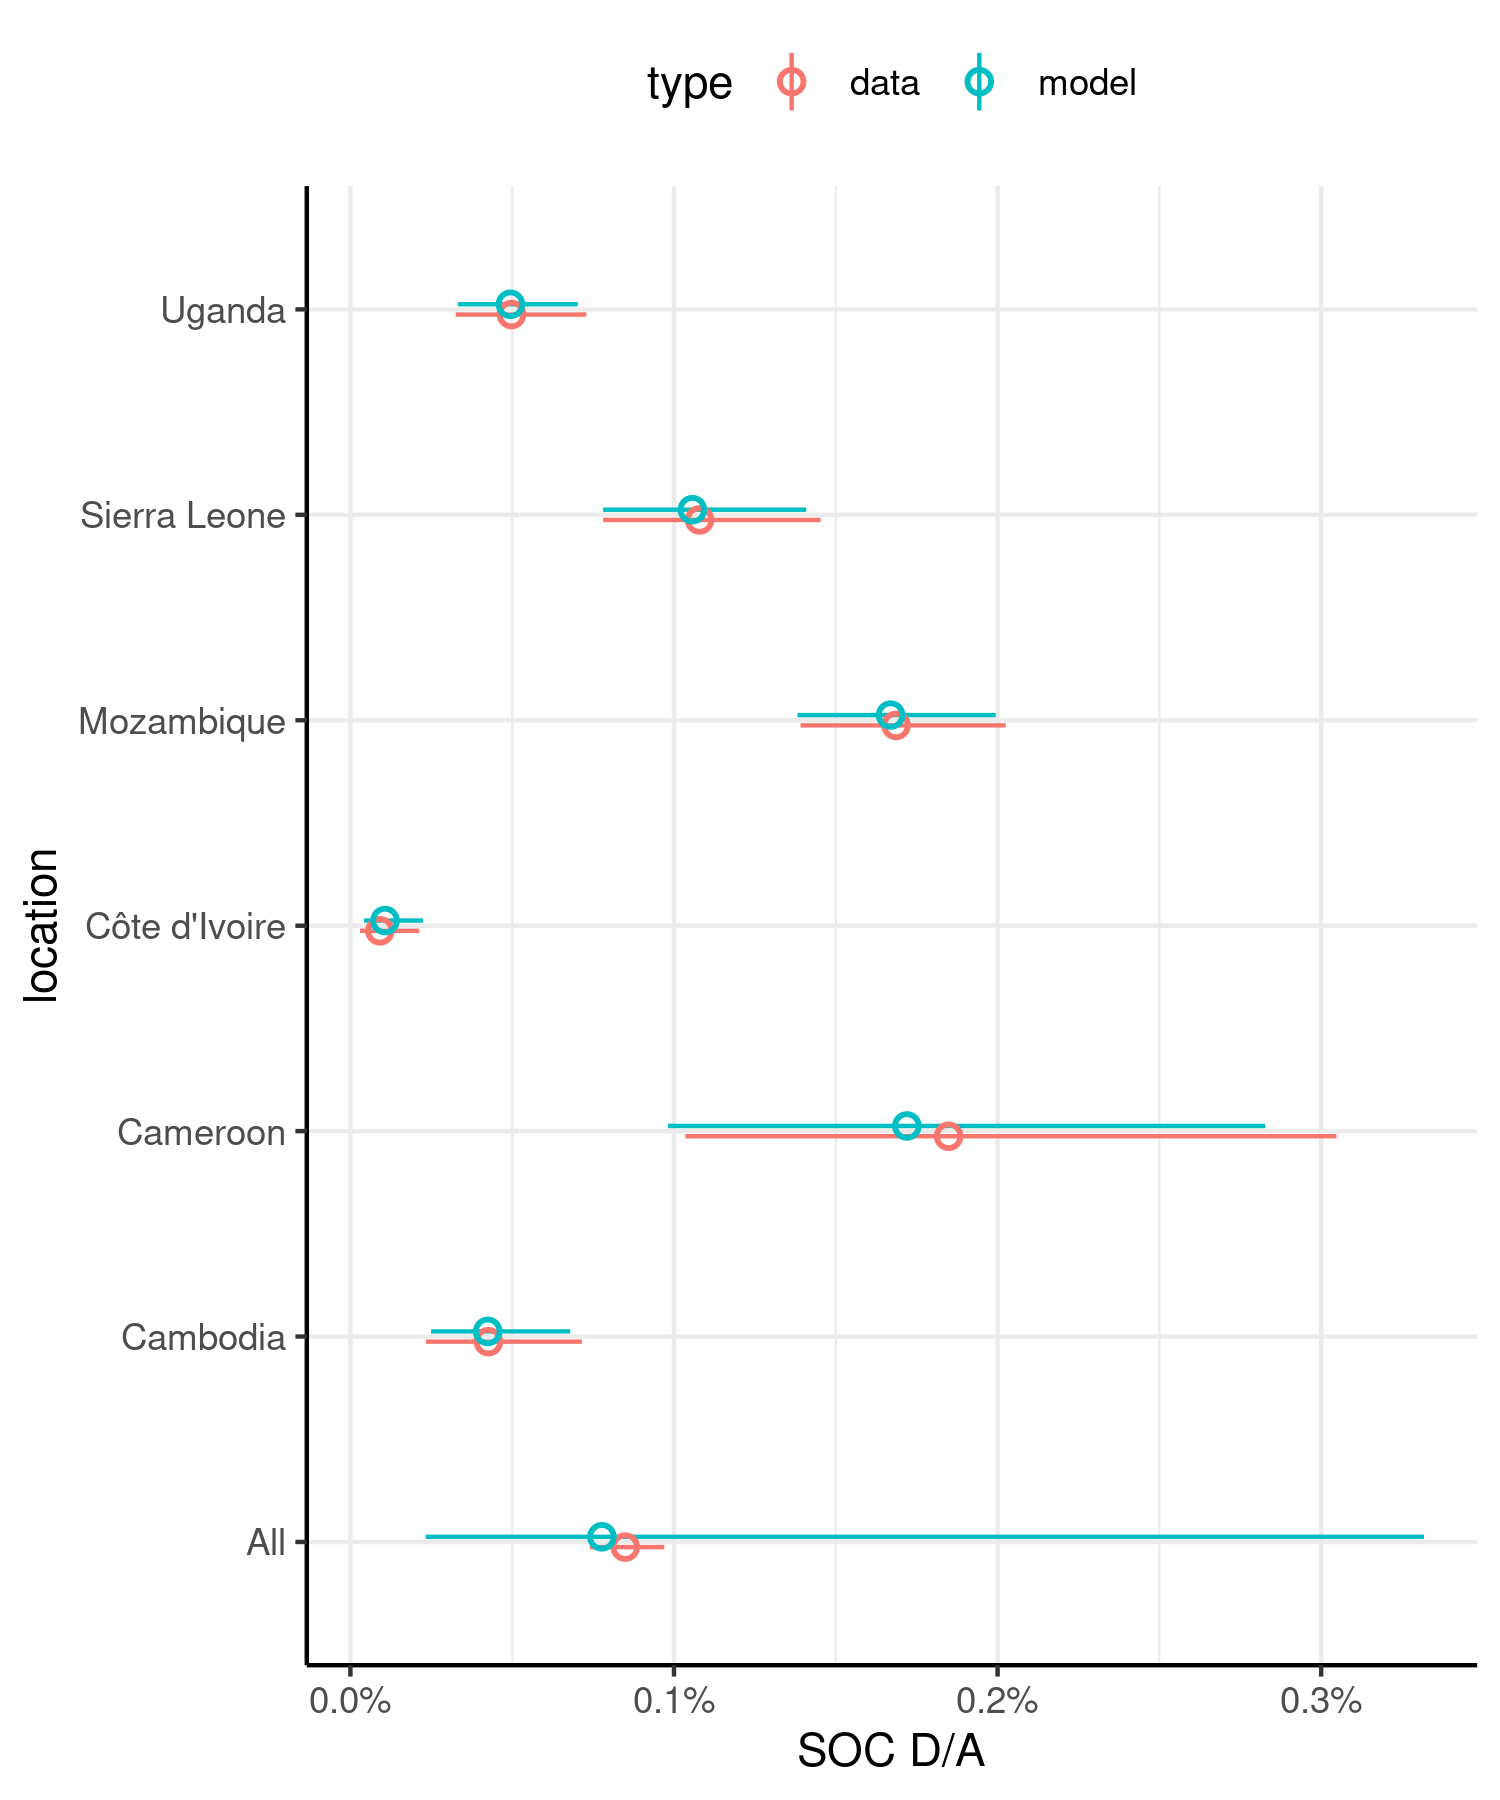 type data model
Uganda
Sierra Leone
Mozambique
Côte d'Ivoire
Cameroon
Cambodia
All
location
0.0% 0.1% 0.2% 0.3%
SOC D/A